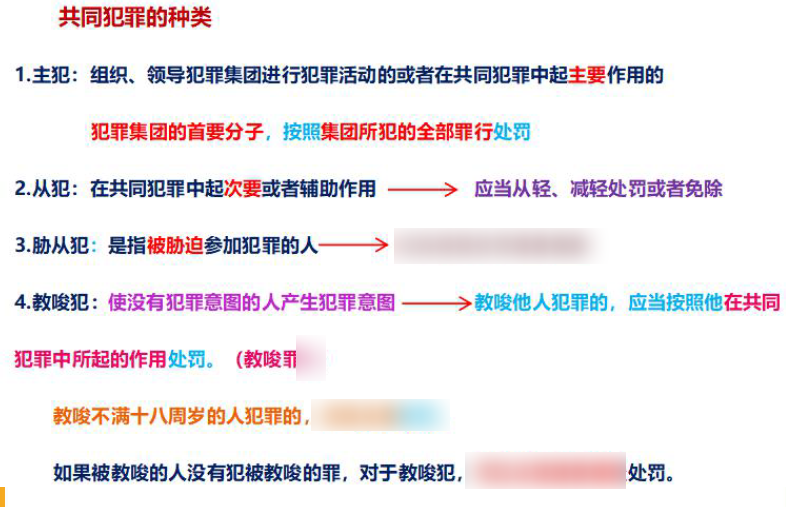 共同犯罪的种类
1.主犯：组织、领导犯罪集团进行犯罪活动的或者在共同犯罪中起主要作用的
犯罪集团的首要分子，按照集团所犯的全部罪行处罚
2.从犯：在共同犯罪中起次要或者辅助作用 应当从轻、减轻处罚或者免除
3.胁从犯：是指被胁迫参加犯罪的人
4.教唆犯：使没有犯罪意图的人产生犯罪意图 教唆他人犯罪的，应当按照他在共同
犯罪中所起的作用处罚。（教唆罪
教唆不满十八周岁的人犯罪的，
如果被教唆的人没有犯被教唆的罪，对于教唆犯， 处罚。